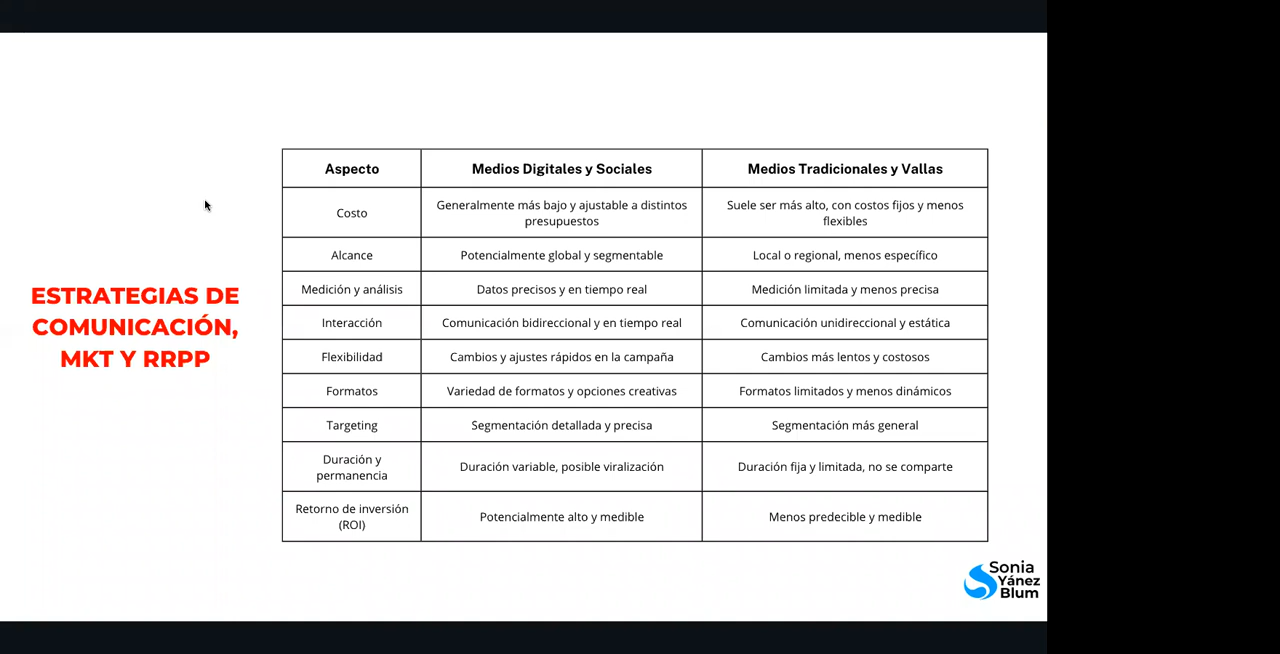 ESTRATEGIAS DE
COMUNICACIÓN,
MKT Y RRPP
Aspecto Medios Digitales y Sociales Medios Tradicionales y Vallas
Costo Generalmente más bajo y ajustable a distintos presupuestos Suele ser más alto, con costos fijos y menos flexibles
Alcance Potencialmente global y segmentable Local o regional, menos específico
Medición y análisis Datos precisos y en tiempo real Medición limitada y menos precisa
Interacción Comunicación bidireccional y en tiempo real Comunicación unidireccional y estática
Flexibilidad Cambios y ajustes rápidos en la campaña Cambios más lentos y costosos
Formatos Variedad de formatos y opciones creativas Formatos limitados y menos dinámicos
Targeting Segmentación detallada y precisa Segmentación más general
Duración y permanencia Duración variable, posible viralización Duración fija y limitada, no se comparte
Retorno de inversión (ROI) Potencialmente alto y medible Menos predecible y medible
Sonia
Yánez
Blum